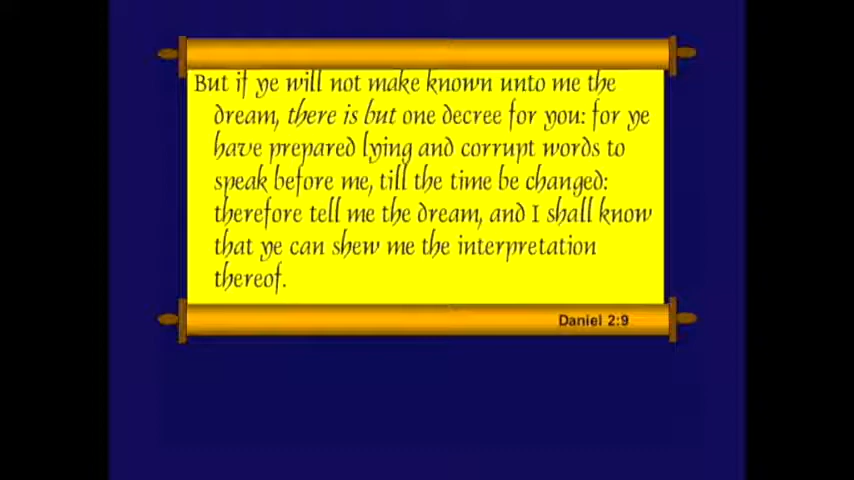 But if ye will not make known unto me the
dream, there is but one decree for you: for ye
have prepared lying and corrupt words to
speak before me, till the time be changed:
therefore tell me the dream, and I shall know
that ye can shew me the interpretation
thereof.
Daniel 2:9